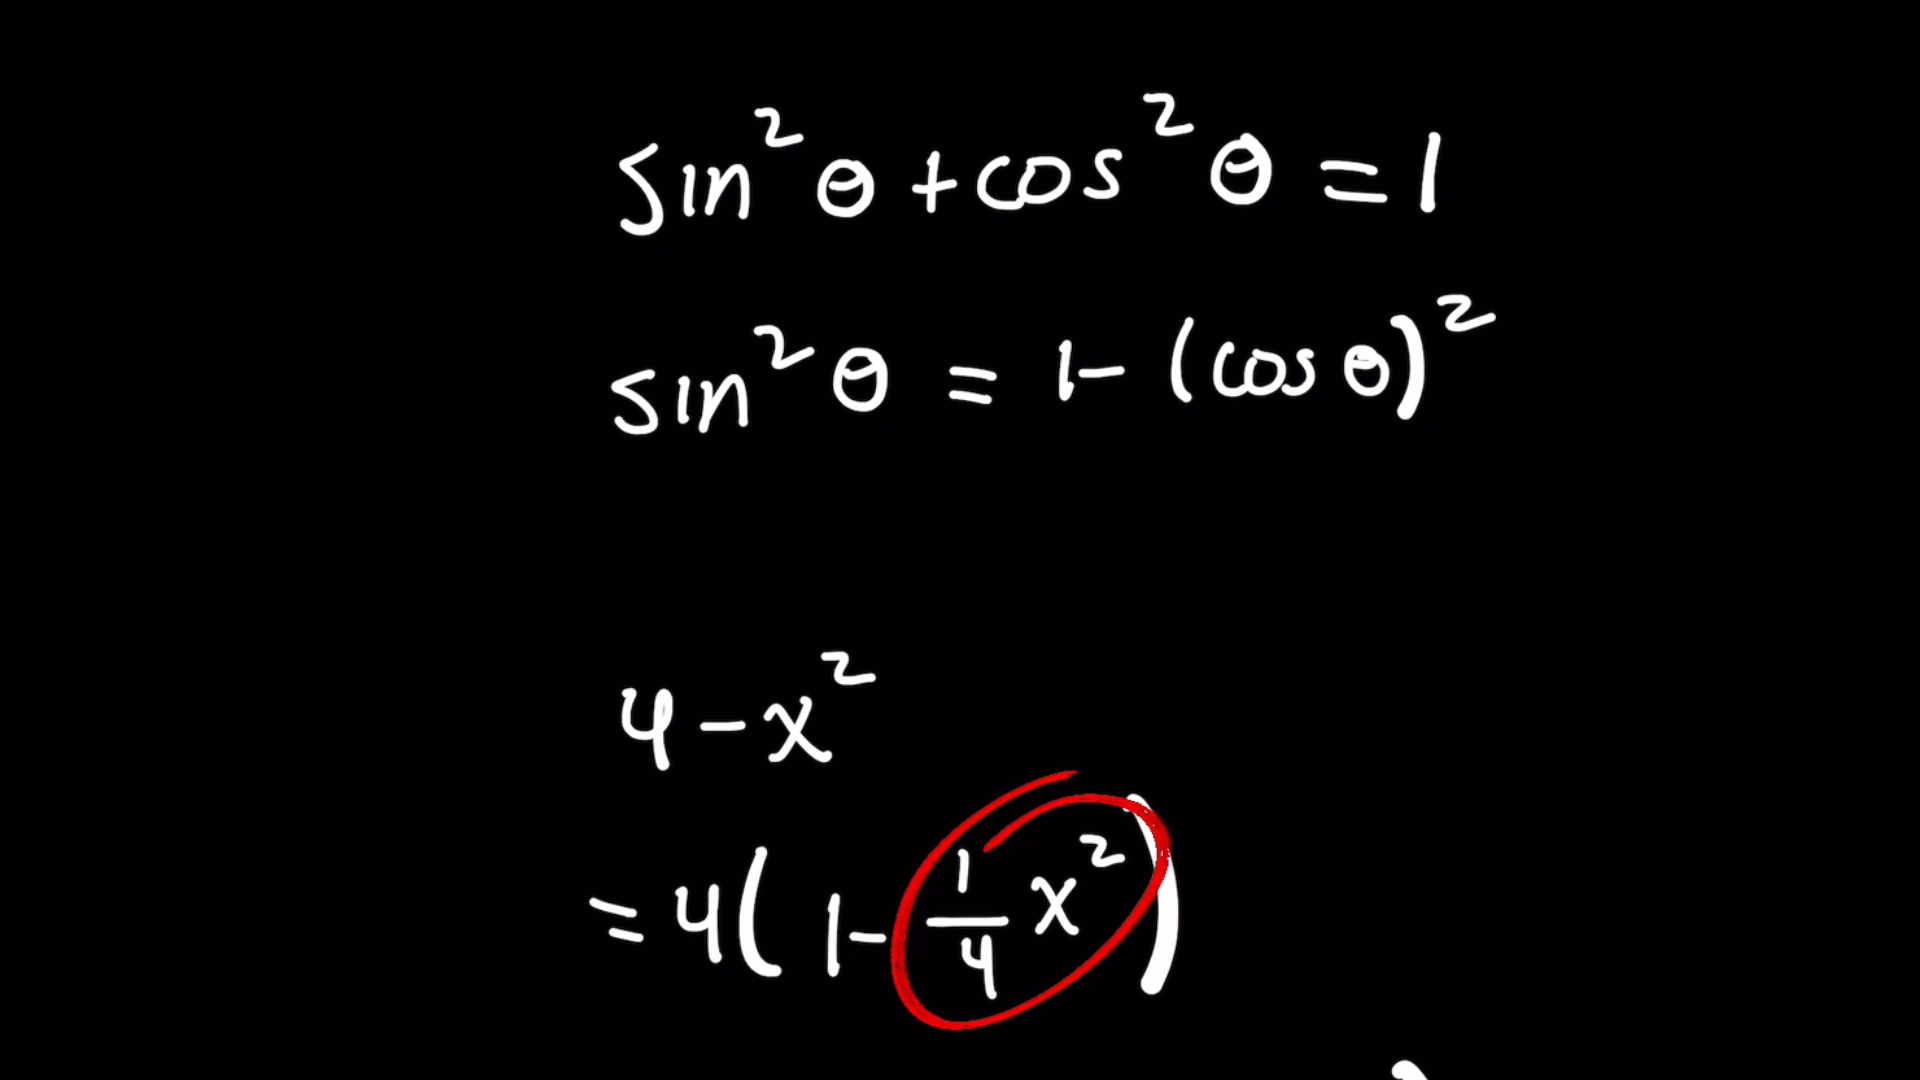 sin²θ + cos²θ = 1
sin²θ = 1 - (cos θ)²
4 - x²
= 4(1 - 1/4 x²)